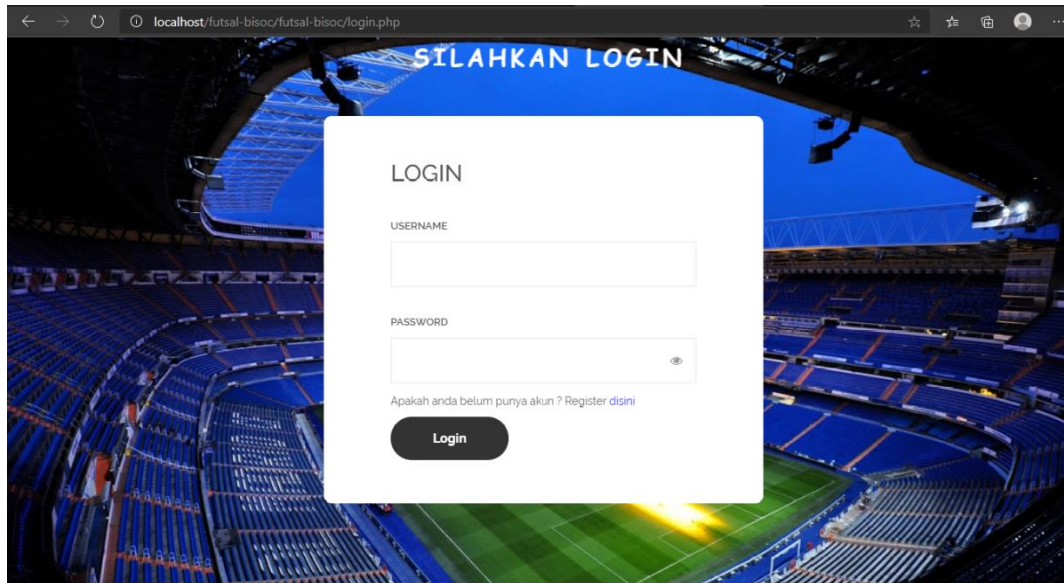 localhost/futsal-bisoc/futsal-bisoc/login.php
SILAHKAN LOGIN
LOGIN
USERNAME
PASSWORD
Apakah anda belum punya akun ? Register disini
Login